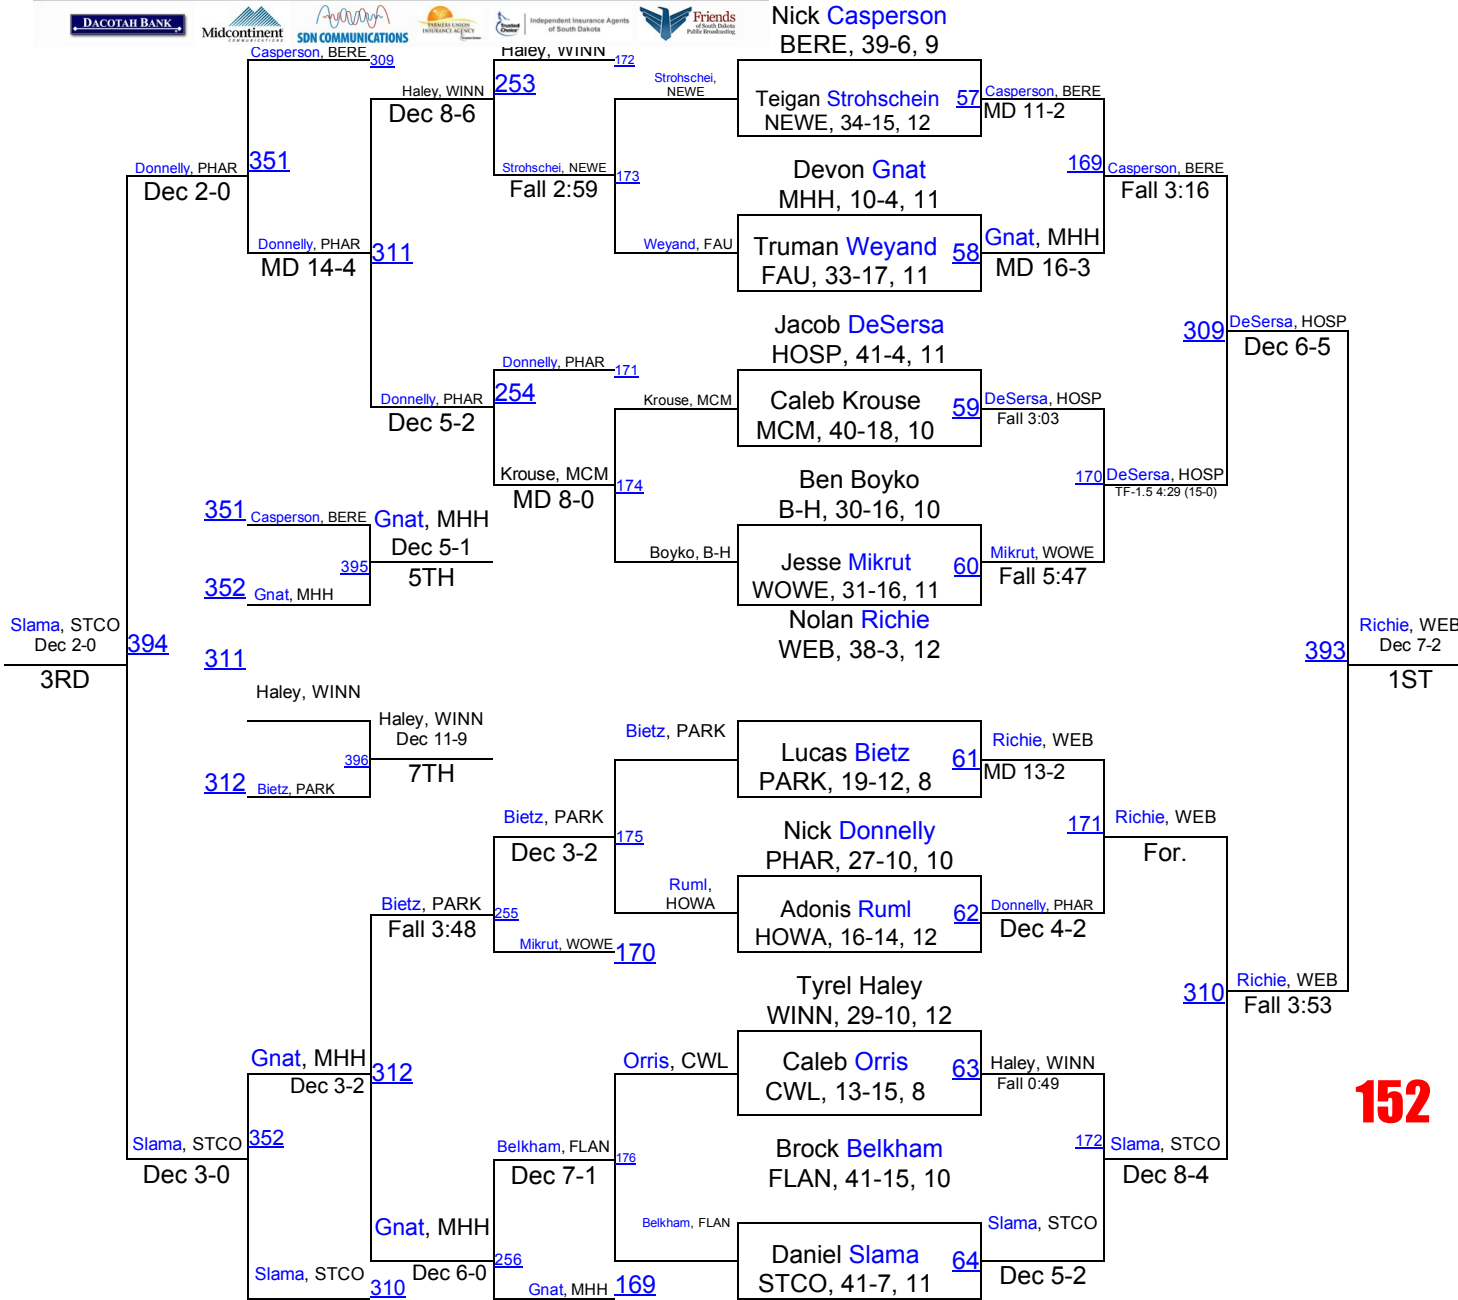 DACOTAH BANK
Midcontinent
COMMUNICATIONS
SDN COMMUNICATIONS
FARMERS UNION
INSURANCE AGENCY
Trusted
Choice
Independent Insurance Agents
of South Dakota
Friends
of South Dakota
Public Broadcasting
Nick Casperson
BERE, 39-6, 9
Casperson, BERE 309
Haley, WINN 172
Haley, WINN 253
Dec 8-6
Strohschei,
NEWE
Teigan Strohschein 57
NEWE, 34-15, 12
Casperson, BERE
MD 11-2
Donnelly, PHAR 351
Dec 2-0
Strohschei, NEWE 173
Fall 2:59
Devon Gnat
MHH, 10-4, 11
169 Casperson, BERE
Fall 3:16
Donnelly, PHAR 311
MD 14-4
Weyand, FAU
Truman Weyand 58
FAU, 33-17, 11
Gnat, MHH
MD 16-3
Jacob DeSersa
HOSP, 41-4, 11
309 DeSersa, HOSP
Dec 6-5
Donnelly, PHAR 171
Donnelly, PHAR 254
Dec 5-2
Krouse, MCM
Caleb Krouse 59
MCM, 40-18, 10
DeSersa, HOSP
Fall 3:03
Krouse, MCM 174
MD 8-0
Ben Boyko
B-H, 30-16, 10
170 DeSersa, HOSP
TF-1.5 4:29 (15-0)
351 Casperson, BERE
Gnat, MHH
Dec 5-1
395
5TH
352 Gnat, MHH
Boyko, B-H
Jesse Mikrut 60
WOWE, 31-16, 11
Mikrut, WOWE
Fall 5:47
Nolan Richie
WEB, 38-3, 12
Slama, STCO
Dec 2-0
394
3RD
393
Richie, WEB
Dec 7-2
1ST
311
Haley, WINN
Haley, WINN
Dec 11-9
396
7TH
312 Bietz, PARK
Bietz, PARK
Lucas Bietz 61
PARK, 19-12, 8
Richie, WEB
MD 13-2
Bietz, PARK 175
Dec 3-2
Nick Donnelly
PHAR, 27-10, 10
171 Richie, WEB
For.
Bietz, PARK 255
Fall 3:48
Ruml,
HOWA
Adonis Ruml 62
HOWA, 16-14, 12
Donnelly, PHAR
Dec 4-2
Mikrut, WOWE 170
Tyrel Haley
WINN, 29-10, 12
310 Richie, WEB
Fall 3:53
Gnat, MHH 312
Dec 3-2
Orris, CWL
Caleb Orris 63
CWL, 13-15, 8
Haley, WINN
Fall 0:49
152
Slama, STCO 352
Dec 3-0
Belkham, FLAN 176
Dec 7-1
Brock Belkham
FLAN, 41-15, 10
172 Slama, STCO
Dec 8-4
Gnat, MHH 256
Dec 6-0
Belkham, FLAN
Daniel Slama 64
STCO, 41-7, 11
Slama, STCO
Dec 5-2
Slama, STCO 310
Gnat, MHH 169